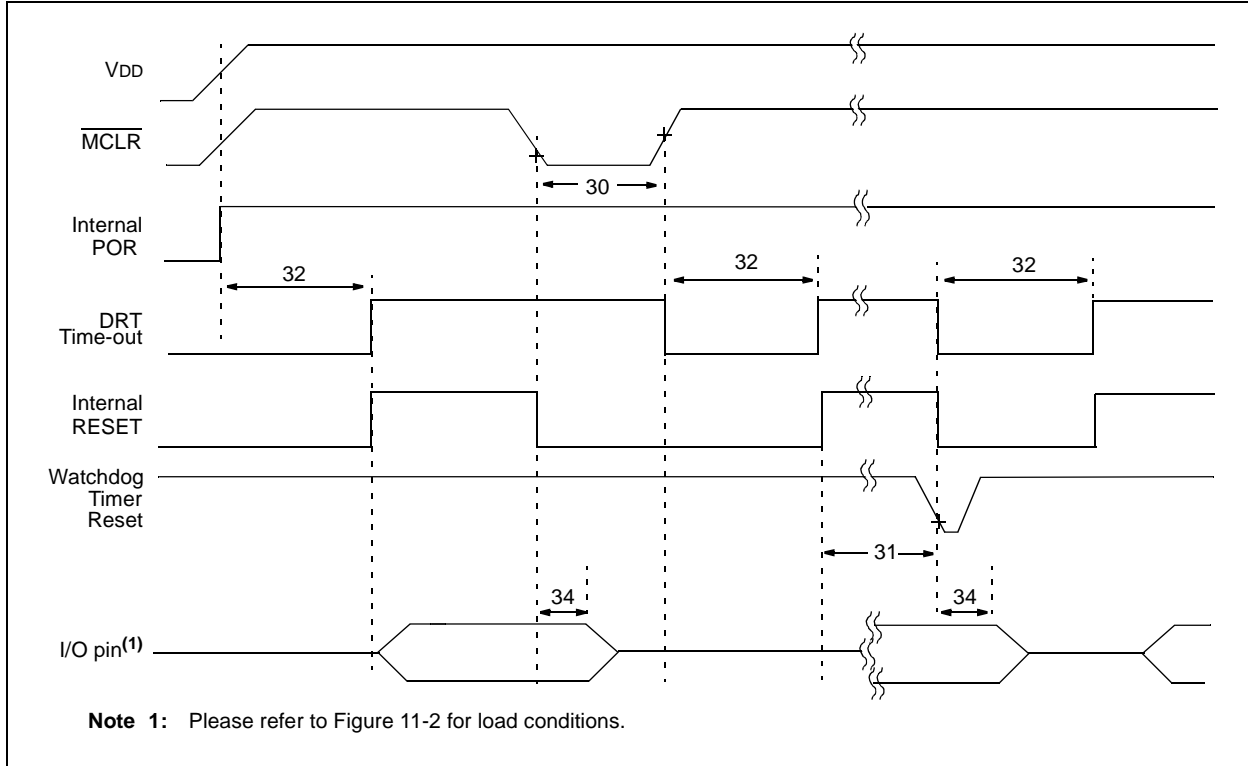 VDD
MCLR
30
Internal
POR
32
32
32
DRT
Time-out
Internal
RESET
Watchdog
Timer
Reset
31
34
34
I/O pin(1)
Note 1: Please refer to Figure 11-2 for load conditions.